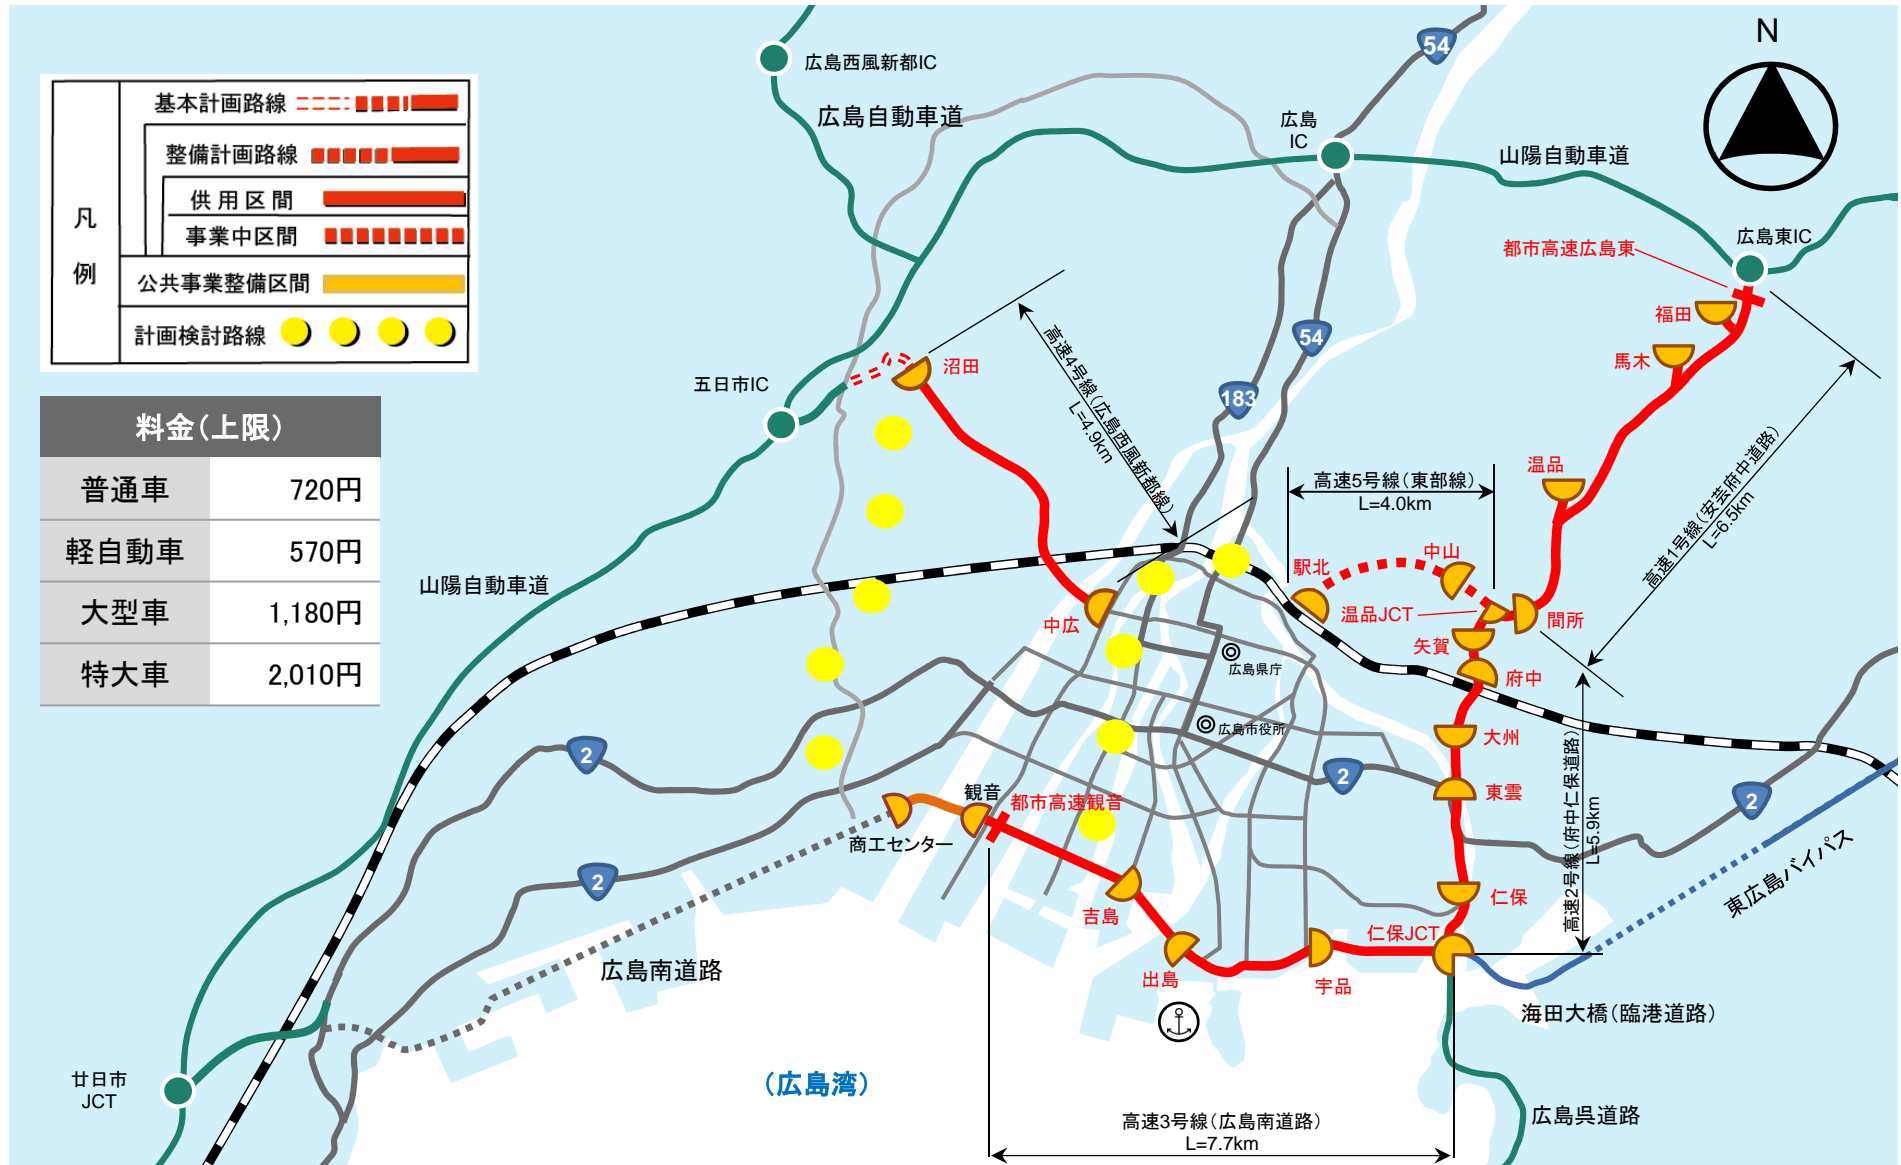 凡
例
基本計画路線
整備計画路線
供用区間
事業中区間
公共事業整備区間
計画検討路線
料金(上限)
普通車 720円
軽自動車 570円
大型車 1,180円
特大車 2,010円
N
広島西風新都IC
広島自動車道
54
広島
IC
山陽自動車道
都市高速広島東
広島東IC
福田
馬木
沼田
高速4号線(広島西風新都線)
L=4.9km
54
五日市IC
183
高速5号線(東部線)
L=4.0km
温品
高速1号線(安芸府中道路)
L=6.5km
山陽自動車道
駅北
中山
温品JCT
間所
中広
矢賀
府中
広島県庁
広島市役所
大州
2
2
東雲
2
高速2号線(府中仁保道路)
L=5.9km
観音
都市高速観音
商工センター
2
吉島
仁保
東広島バイパス
仁保JCT
広島南道路
出島
宇品
海田大橋(臨港道路)
(広島湾)
廿日市
JCT
高速3号線(広島南道路)
L=7.7km
広島呉道路